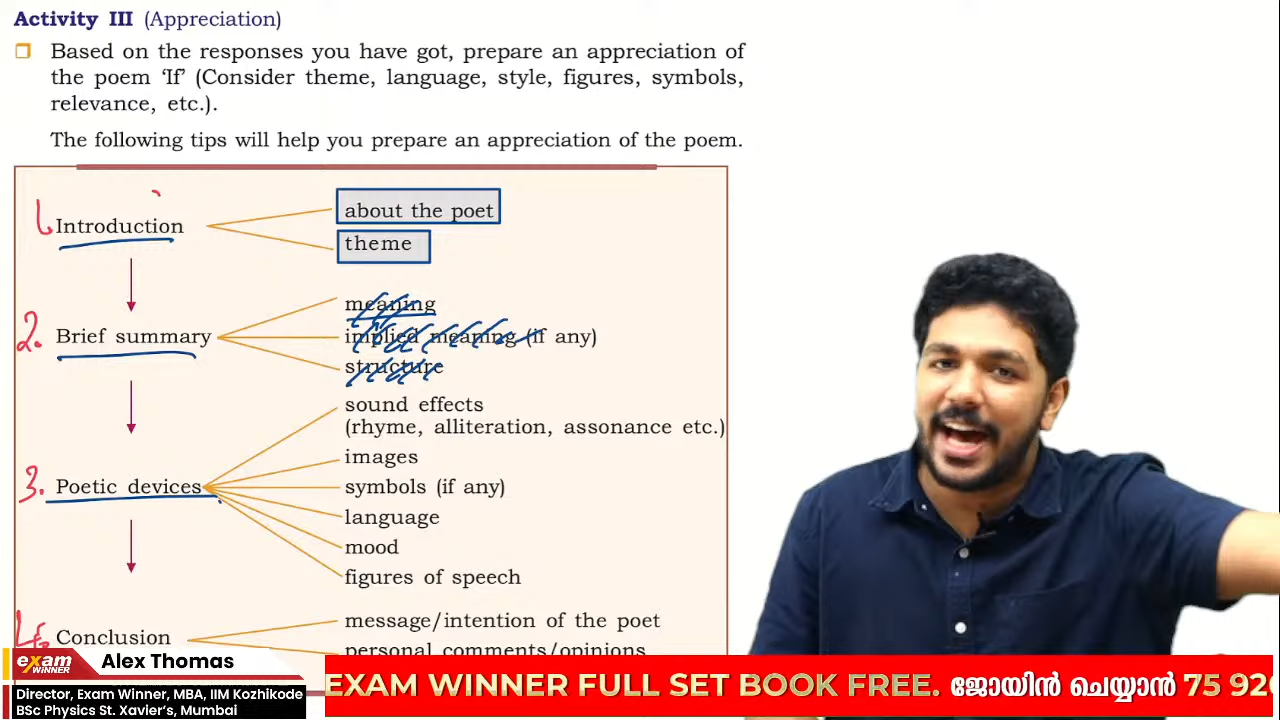 Activity III (Appreciation)
❒ Based on the responses you have got, prepare an appreciation of
the poem ‘If’ (Consider theme, language, style, figures, symbols,
relevance, etc.).
The following tips will help you prepare an appreciation of the poem.
1. Introduction
about the poet
theme
2. Brief summary
meaning
implied meaning (if any)
structure
3. Poetic devices
sound effects
(rhyme, alliteration, assonance etc.)
images
symbols (if any)
language
mood
figures of speech
4. Conclusion
message/intention of the poet
personal comments/opinions
exam WINNER
Alex Thomas
Director, Exam Winner, MBA, IIM Kozhikode
BSc Physics St. Xavier’s, Mumbai
EXAM WINNER FULL SET BOOK FREE. ജോയിൻ ചെയ്യാൻ 75 92